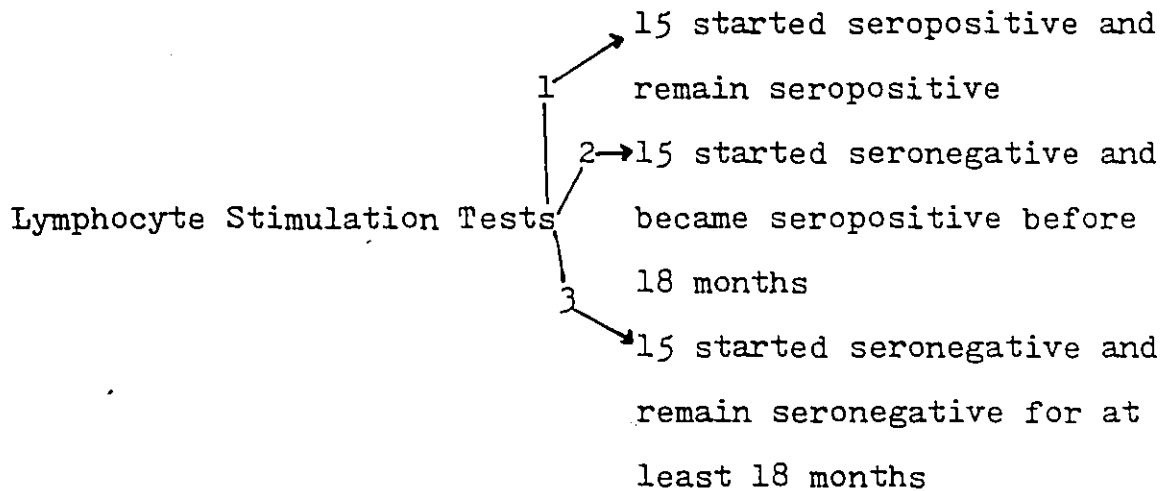 15 started seropositive and
1
remain seropositive
2 15 started seronegative and
Lymphocyte Stimulation Tests became seropositive before
18 months
3
15 started seronegative and
remain seronegative for at
least 18 months